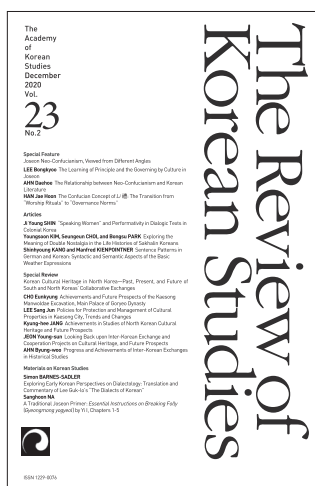 The
Academy
of
Korean
Studies
December
2020
Vol.
23
No.2
The Review of
Korean Studies
Special Feature
Joseon Neo-Confucianism, Viewed from Different Angles
LEE Bongkyoo The Learning of Principle and the Governing by Culture in
Joseon
AHN Daehoe The Relationship between Neo-Confucianism and Korean
Literature
HAN Jae Hoon The Confucian Concept of Li 禮: The Transition from
“Worship Rituals” to “Governance Norms”
Articles
Ji Young SHIN “Speaking Women” and Performativity in Dialogic Texts in
Colonial Korea
Youngsoon KIM, Seungeun CHOI, and Bongsu PARK Exploring the
Meaning of Double Nostalgia in the Life Histories of Sakhalin Koreans
Shinhyoung KANG and Manfred KIENPOINTNER Sentence Patterns in
German and Korean: Syntactic and Semantic Aspects of the Basic
Weather Expressions
Special Review
Korean Cultural Heritage in North Korea—Past, Present, and Future of
South and North Korean’ Collaborative Exchanges
CHO Eunkyung Achievements and Future Prospects of the Kaesong
Manwoldae Excavation, Main Palace of Goryeo Dynasty
LEE Sang Jun Policies for Protection and Management of Cultural
Properties in Kaesong City, Trends and Changes
Kyung-hee JANG Achievements in Studies of North Korean Cultural
Heritage and Future Prospects
JEON Young-sun Looking Back upon Inter-Korean Exchange and
Cooperation Projects on Cultural Heritage, and Future Prospects
AHN Byung-woo Progress and Achievements of Inter-Korean Exchanges
in Historical Studies
Materials on Korean Studies
Simon BARNES-SADLER
Exploring Early Korean Perspectives on Dialectology: Translation and
Commentary of Lee Guk-lo’s “The Dialects of Korean”
Sanghoon NA
A Traditional Joseon Primer: Essential Instructions on Breaking Folly
(Gyeongmong yogyeol) by Yi I, Chapters 1-5
ISSN 1229-0076